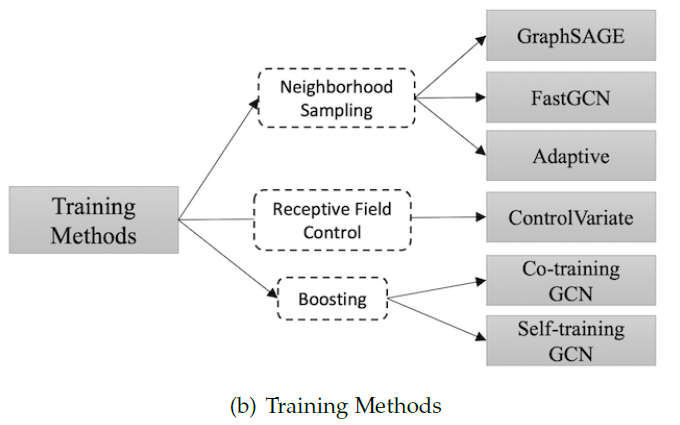 Training
Methods
Neighborhood
Sampling
GraphSAGE
FastGCN
Adaptive
Receptive Field
Control
ControlVariate
Boosting
Co-training
GCN
Self-training
GCN
(b) Training Methods